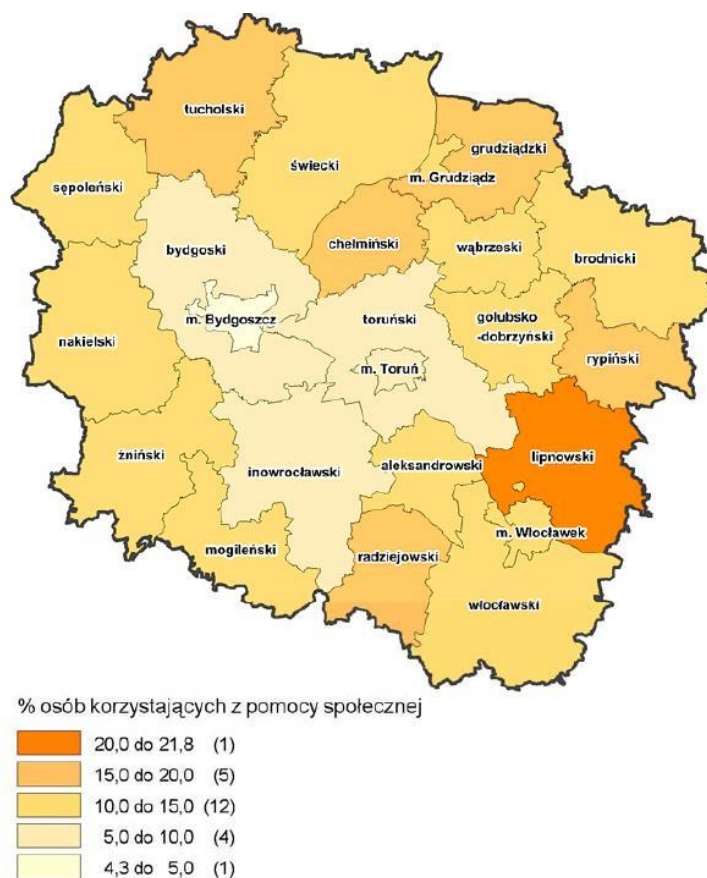 tucholski
grudziądzki
świecki
m. Grudziądz
sępoleński
bydgoski
chełmiński
wąbrzeski
brodnicki
m. Bydgoszcz
toruński
golubsko
-dobrzyński
nakielski
m. Toruń
rypiński
żniński
inowrocławski
aleksandrowski
lipnowski
m. Włocławek
mogileński
radziejowski
włocławski
% osób korzystających z pomocy społecznej
20,0 do 21,8 (1)
15,0 do 20,0 (5)
10,0 do 15,0 (12)
5,0 do 10,0 (4)
4,3 do 5,0 (1)